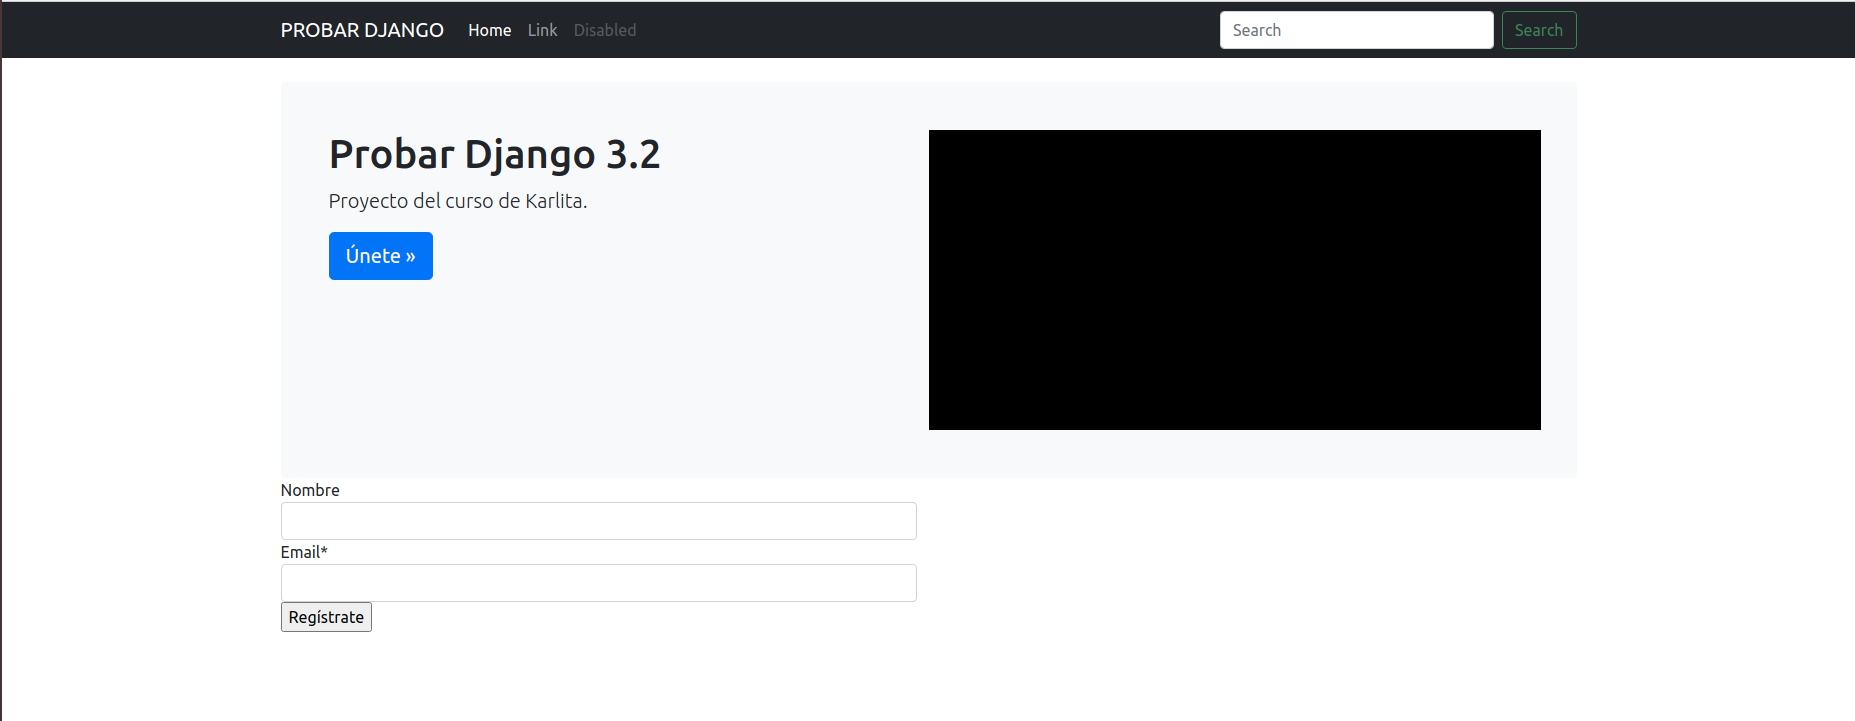 PROBAR DJANGO Home Link Disabled Search Search
Probar Django 3.2
Proyecto del curso de Karlita.
Únete »
Nombre
Email*
Regístrate